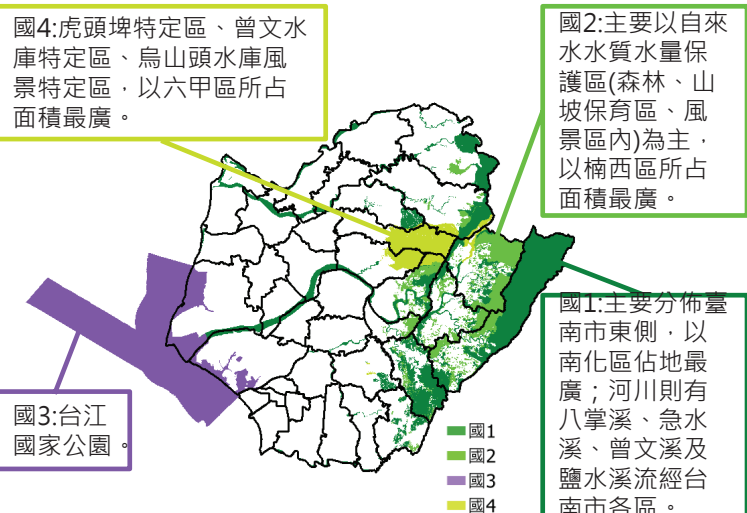 國4:虎頭埤特定區、曾文水
庫特定區、烏山頭水庫風
景特定區，以六甲區所占
面積最廣。
國2:主要以自來
水水質水量保
護區(森林、山
坡保育區、風
景區內)為主，
以楠西區所占
面積最廣。
國1:主要分佈臺
南市東側，以
南化區佔地最
廣；河川則有
八掌溪、急水
溪、曾文溪及
鹽水溪流經台
南市各區。
國3:台江
國家公園。
國1
國2
國3
國4